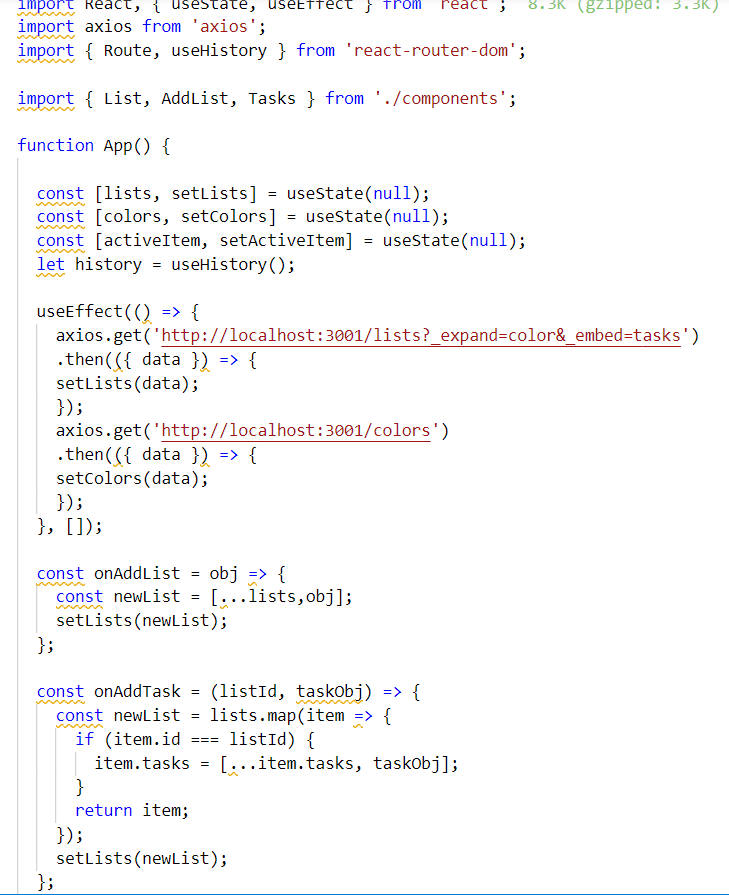 import React, { useState, useEffect } from 'react'; 8.3K (gzipped: 3.3K)
import axios from 'axios';
import { Route, useHistory } from 'react-router-dom';
import { List, AddList, Tasks } from './components';
function App() {
const [lists, setLists] = useState(null);
const [colors, setColors] = useState(null);
const [activeItem, setActiveItem] = useState(null);
let history = useHistory();
useEffect(() => {
axios.get('http://localhost:3001/lists?_expand=color&_embed=tasks')
.then(({ data }) => {
setLists(data);
});
axios.get('http://localhost:3001/colors')
.then(({ data }) => {
setColors(data);
});
}, []);
const onAddList = obj => {
const newList = [...lists,obj];
setLists(newList);
};
const onAddTask = (listId, taskObj) => {
const newList = lists.map(item => {
if (item.id === listId) {
item.tasks = [...item.tasks, taskObj];
}
return item;
});
setLists(newList);
};